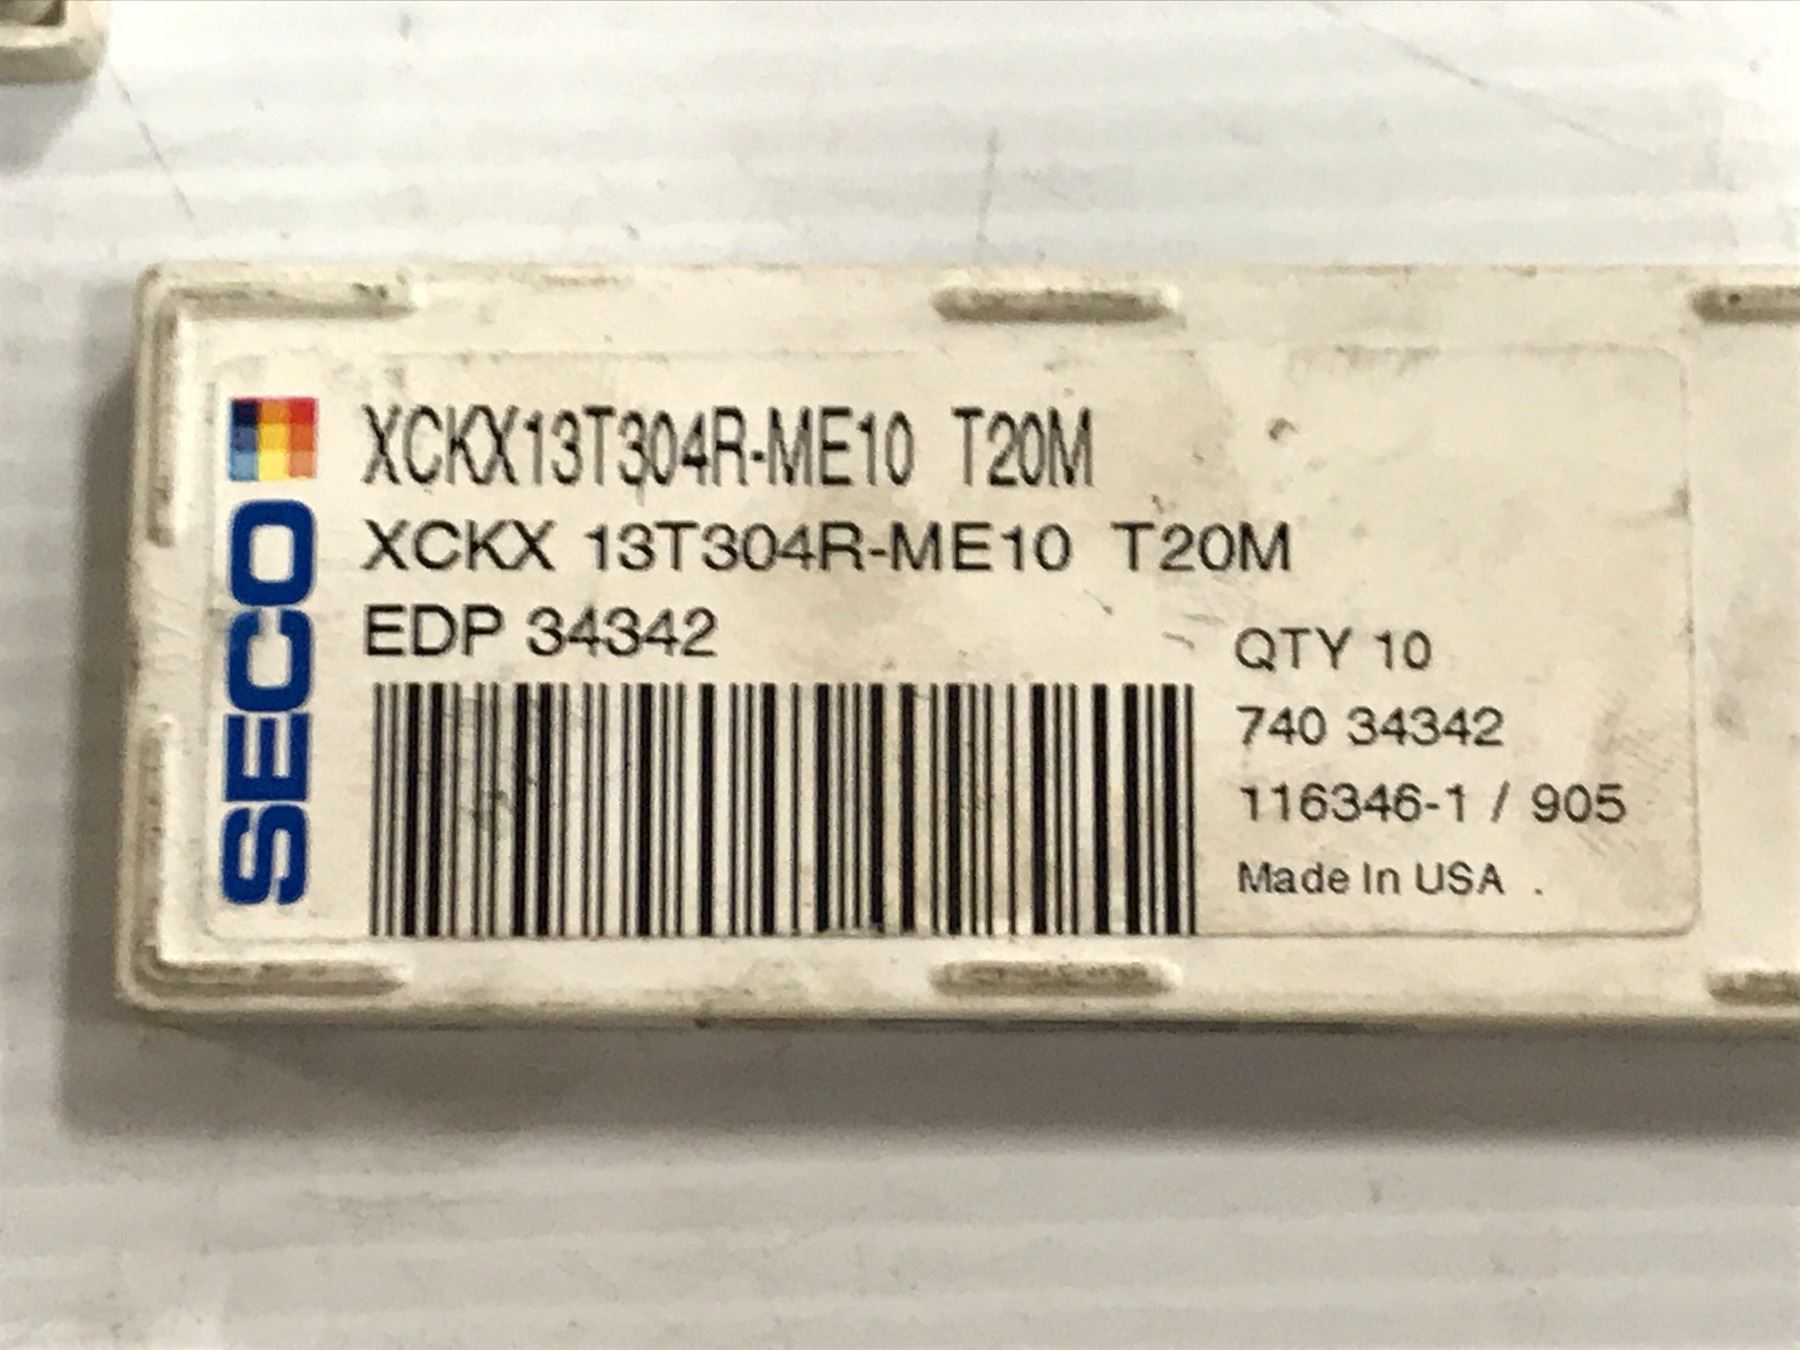 SECO
XCKX13T304R-ME10 T20M
XCKX 13T304R-ME10 T20M
EDP 34342
QTY 10
740 34342
116346-1 / 905
Made In USA .